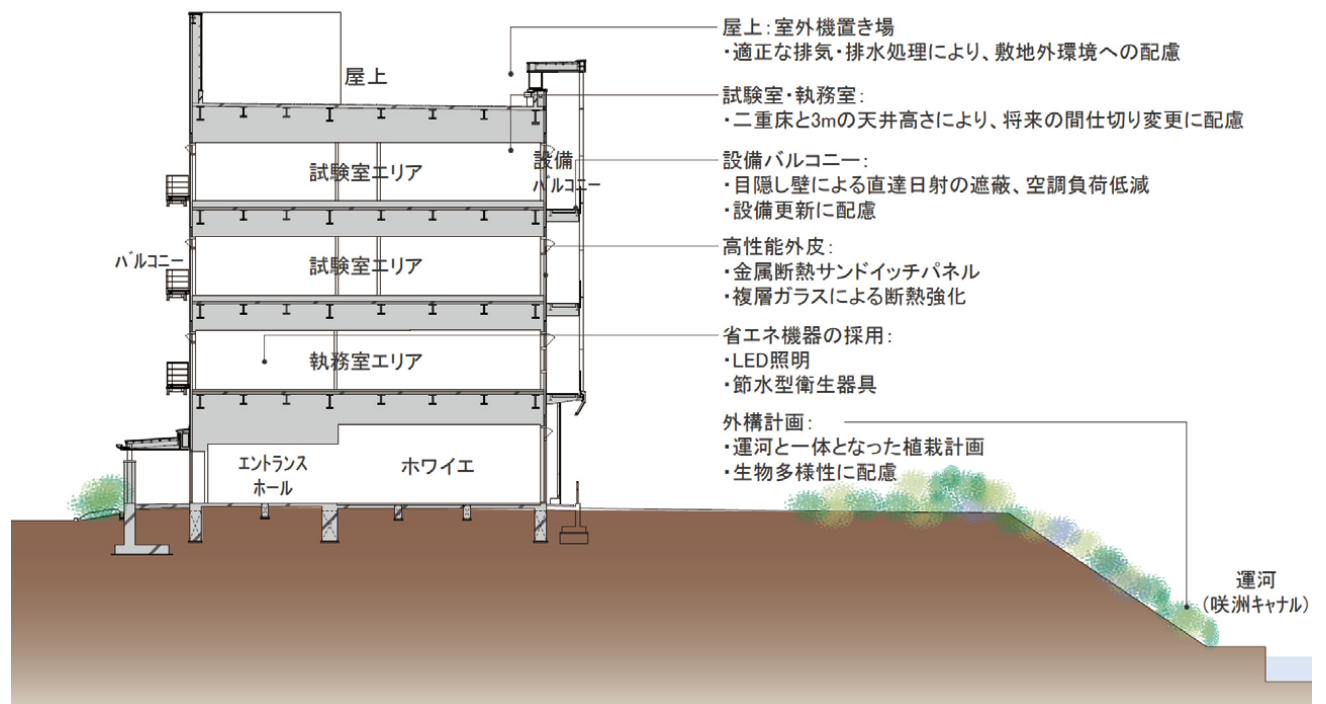 屋上
試験室エリア
設備
バルコニー
試験室エリア
バルコニー
執務室エリア
エントランス
ホール
ホワイエ
屋上：室外機置き場
・適正な排気・排水処理により、敷地外環境への配慮
試験室・執務室：
・二重床と3mの天井高さにより、将来の間仕切り変更に配慮
設備バルコニー：
・目隠し壁による直達日射の遮蔽、空調負荷低減
・設備更新に配慮
高性能外皮：
・金属断熱サンドイッチパネル
・複層ガラスによる断熱強化
省エネ機器の採用：
・LED照明
・節水型衛生器具
外構計画：
・運河と一体となった植栽計画
・生物多様性に配慮
運河
（咲洲キャナル）